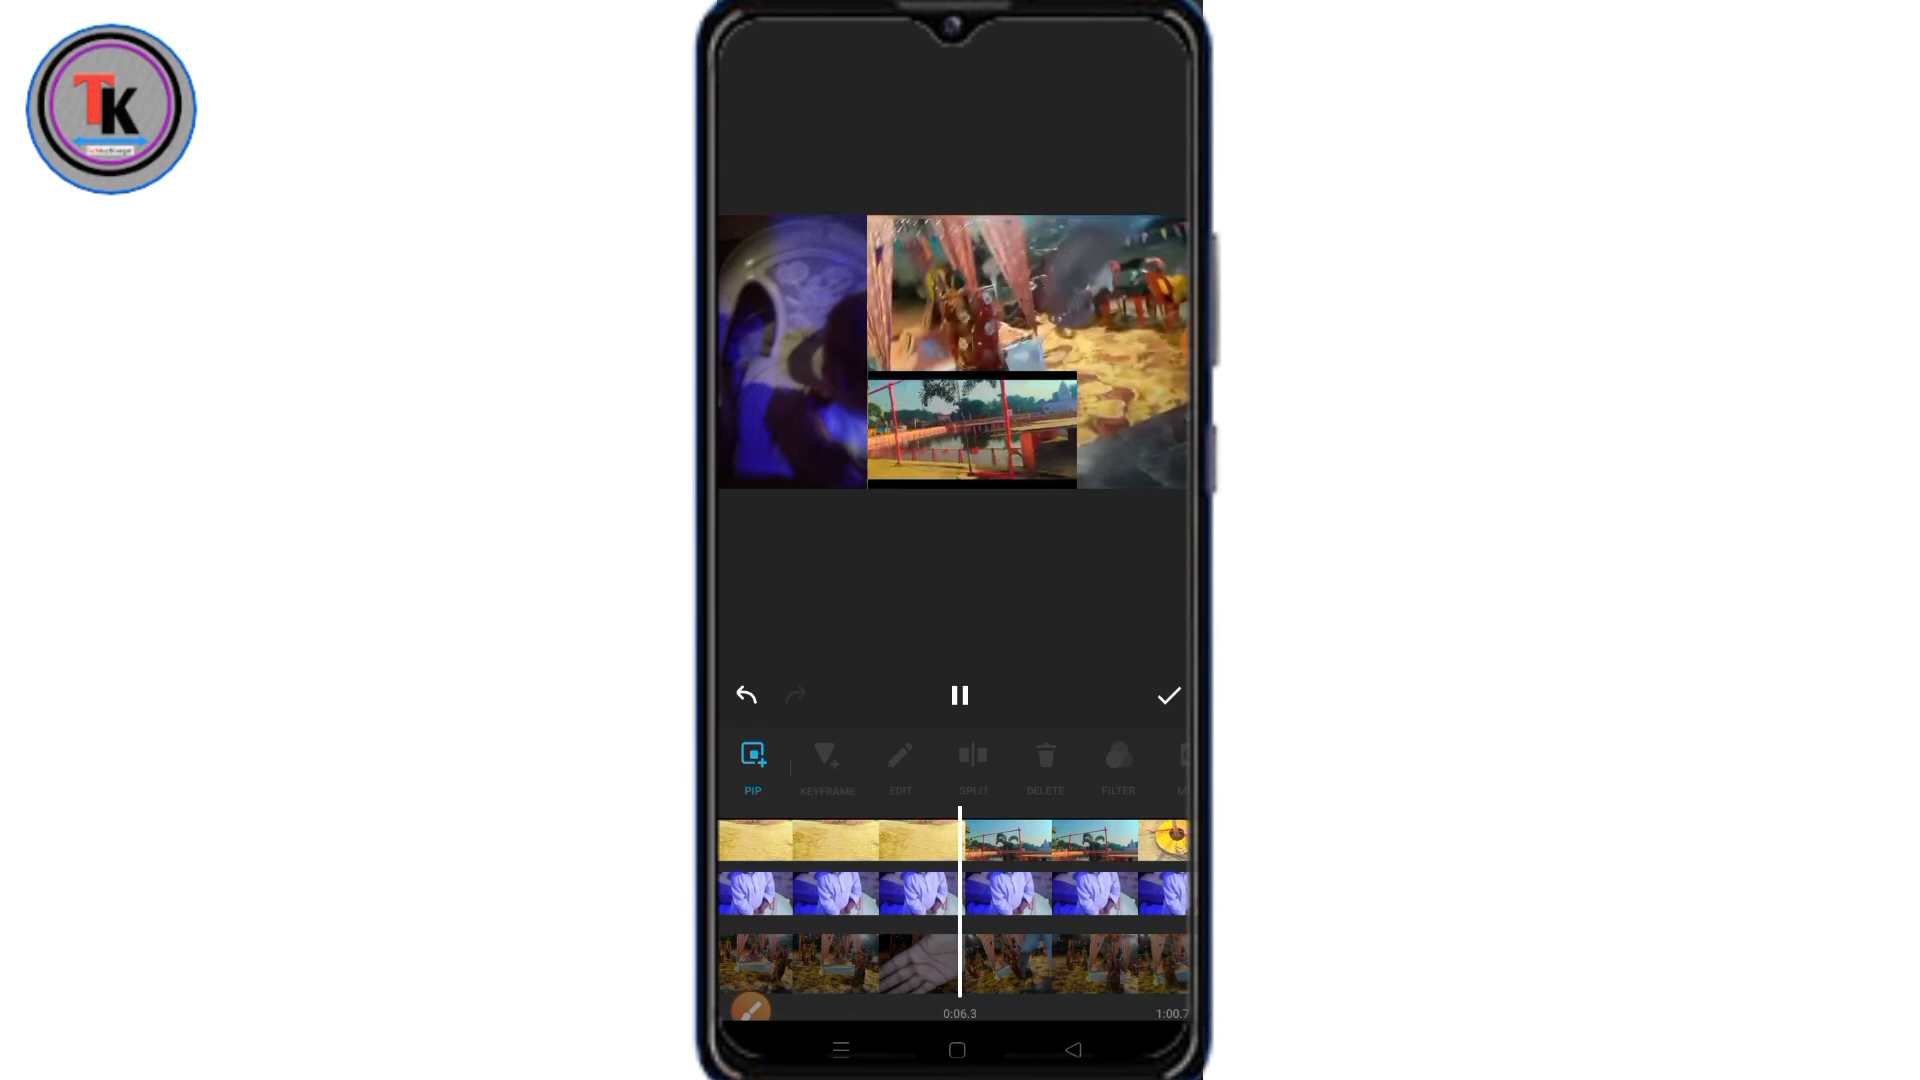 TK
PIP
KEYFRAME
EDIT
SPLIT
DELETE
FILTER
M
0:06.3
1:00.7